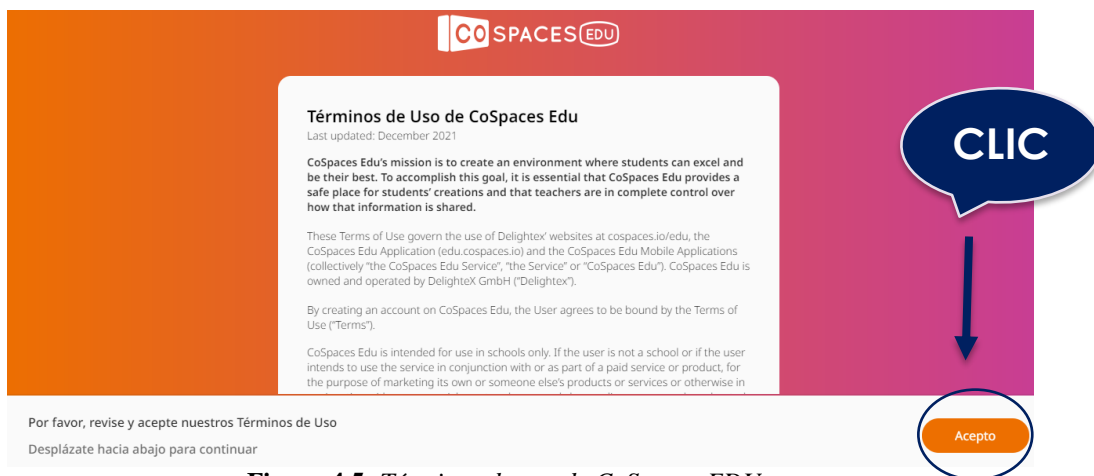 CO SPACES EDU
Términos de Uso de CoSpaces Edu
Last updated: December 2021
CoSpaces Edu's mission is to create an environment where students can excel and
be their best. To accomplish this goal, it is essential that CoSpaces Edu provides a
safe place for students' creations and that teachers are in complete control over
how that information is shared.
These Terms of Use govern the use of Delightex' websites at cospaces.io/edu, the
CoSpaces Edu Application (edu.cospaces.io) and the CoSpaces Edu Mobile Applications
(collectively "the CoSpaces Edu Service", "the Service" or "CoSpaces Edu"). CoSpaces Edu is
owned and operated by DelighteX GmbH ("Delightex").
By creating an account on CoSpaces Edu, the User agrees to be bound by the Terms of
Use ("Terms").
CoSpaces Edu is intended for use in schools only. If the user is not a school or if the user
intends to use the service in conjunction with or as part of a paid service or product, for
the purpose of marketing its own or someone else's products or services or otherwise in
CLIC
Por favor, revise y acepte nuestros Términos de Uso
Desplázate hacia abajo para continuar
Acepto